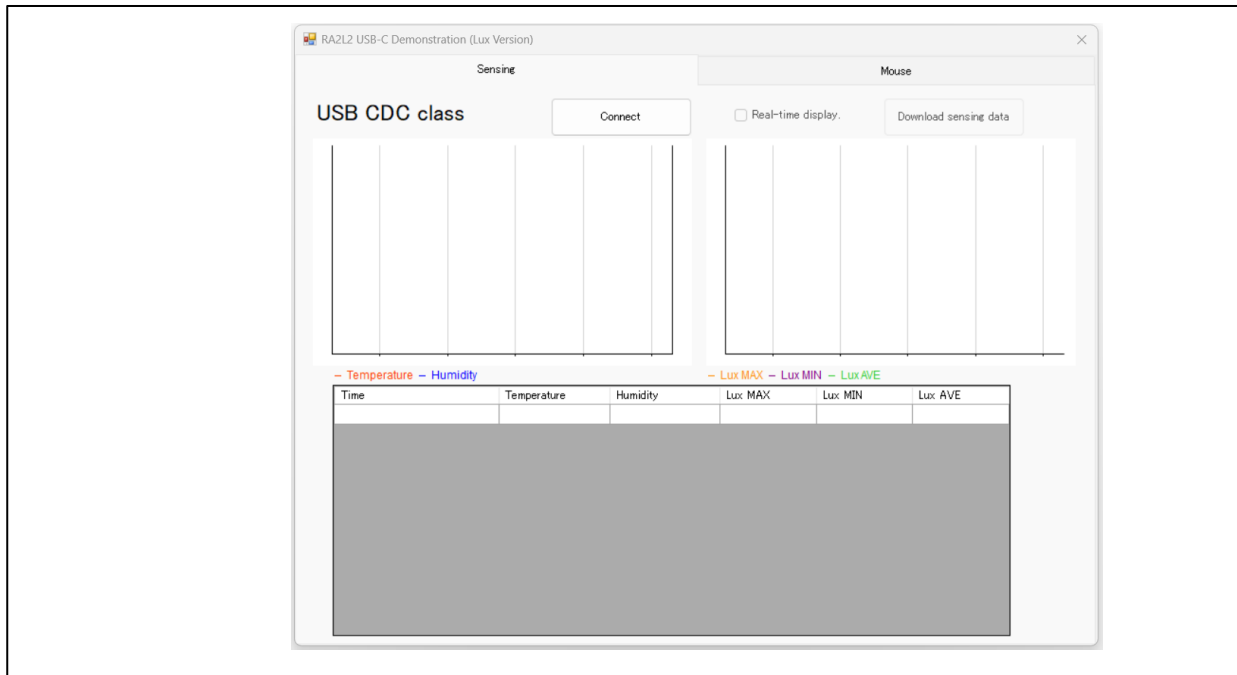 RA2L2 USB-C Demonstration (Lux Version)
Sensing Mouse
USB CDC class Connect Real-time display. Download sensing data
– Temperature – Humidity – Lux MAX – Lux MIN – Lux AVE
Time Temperature Humidity Lux MAX Lux MIN Lux AVE